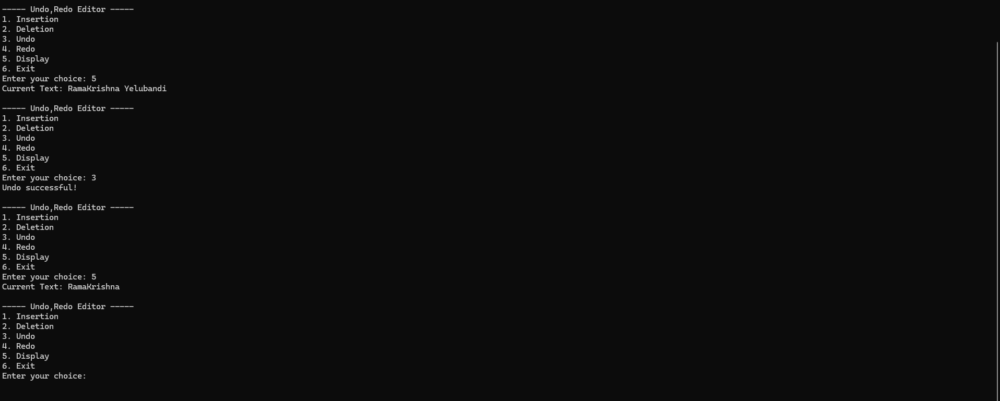 ----- Undo,Redo Editor -----
1. Insertion
2. Deletion
3. Undo
4. Redo
5. Display
6. Exit
Enter your choice: 5
Current Text: RamaKrishna Yelubandi
----- Undo,Redo Editor -----
1. Insertion
2. Deletion
3. Undo
4. Redo
5. Display
6. Exit
Enter your choice: 3
Undo successful!
----- Undo,Redo Editor -----
1. Insertion
2. Deletion
3. Undo
4. Redo
5. Display
6. Exit
Enter your choice: 5
Current Text: RamaKrishna
----- Undo,Redo Editor -----
1. Insertion
2. Deletion
3. Undo
4. Redo
5. Display
6. Exit
Enter your choice: